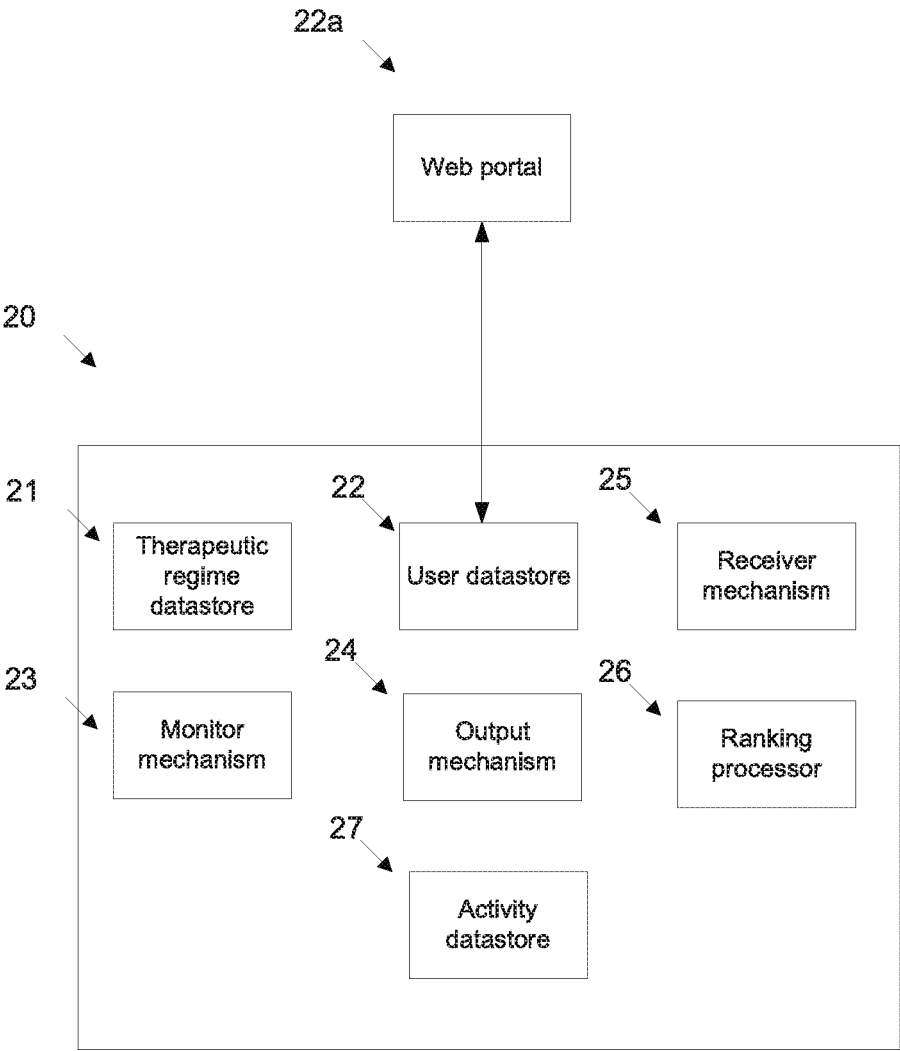 22a
Web portal
20
21
22
25
Therapeutic
regime
datastore
User datastore
Receiver
mechanism
23
24
26
Monitor
mechanism
Output
mechanism
Ranking
processor
27
Activity
datastore